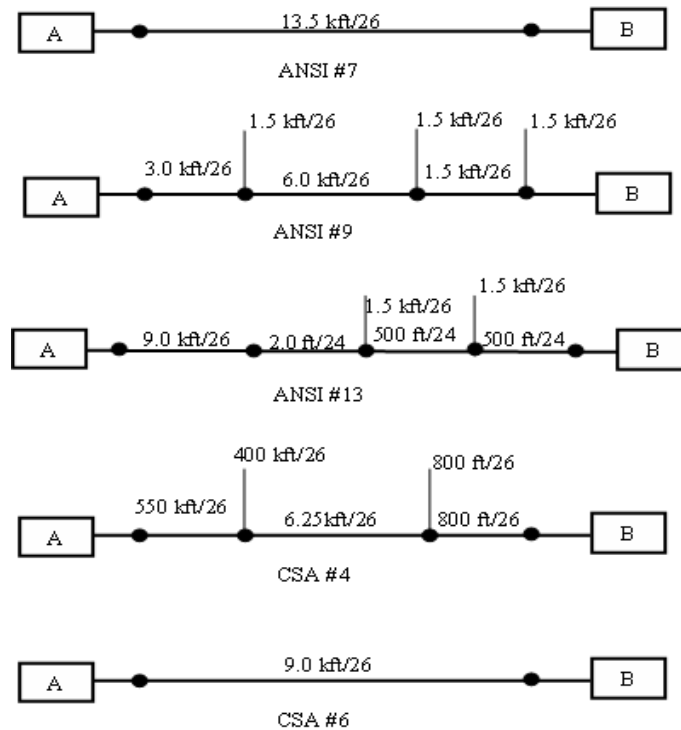 A 13.5 kft/26 B
ANSI #7
1.5 kft/26 1.5 kft/26 1.5 kft/26
3.0 kft/26 6.0 kft/26 1.5 kft/26
A B
ANSI #9
1.5 kft/26 1.5 kft/26
A 9.0 kft/26 2.0 ft/24 500 ft/24 500 ft/24 B
ANSI #13
400 kft/26 800 ft/26
550 kft/26 6.25kft/26 800 ft/26
A B
CSA #4
A 9.0 kft/26 B
CSA #6